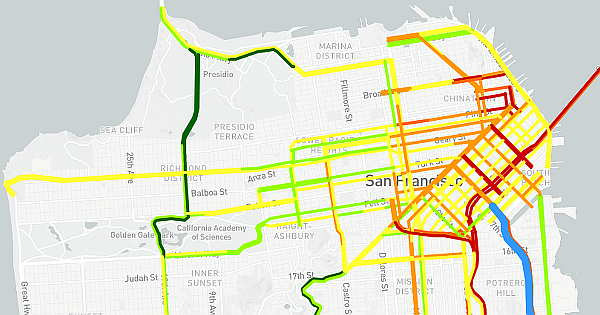 MARINA
DISTRICT
Presidio
Fillmore St
CHINA
SEA CLIFF
PRESIDIO
TERRACE
LOWER PACIFIC
HEIGHTS
Geary St
25th Ave
RICHMOND
DISTRICT
Anza St
Turk St
San Francisco
SOUTH
Balboa St
Fell St
Golden Gate Park
California Academy
of Sciences
HAIGHT-
ASHBURY
7th St
16th St
Judah St
INNER
SUNSET
17th St
Dolores St
MISSION
DISTRICT
POTRERO
HILL
Great Hw
9th Ave
Castro St